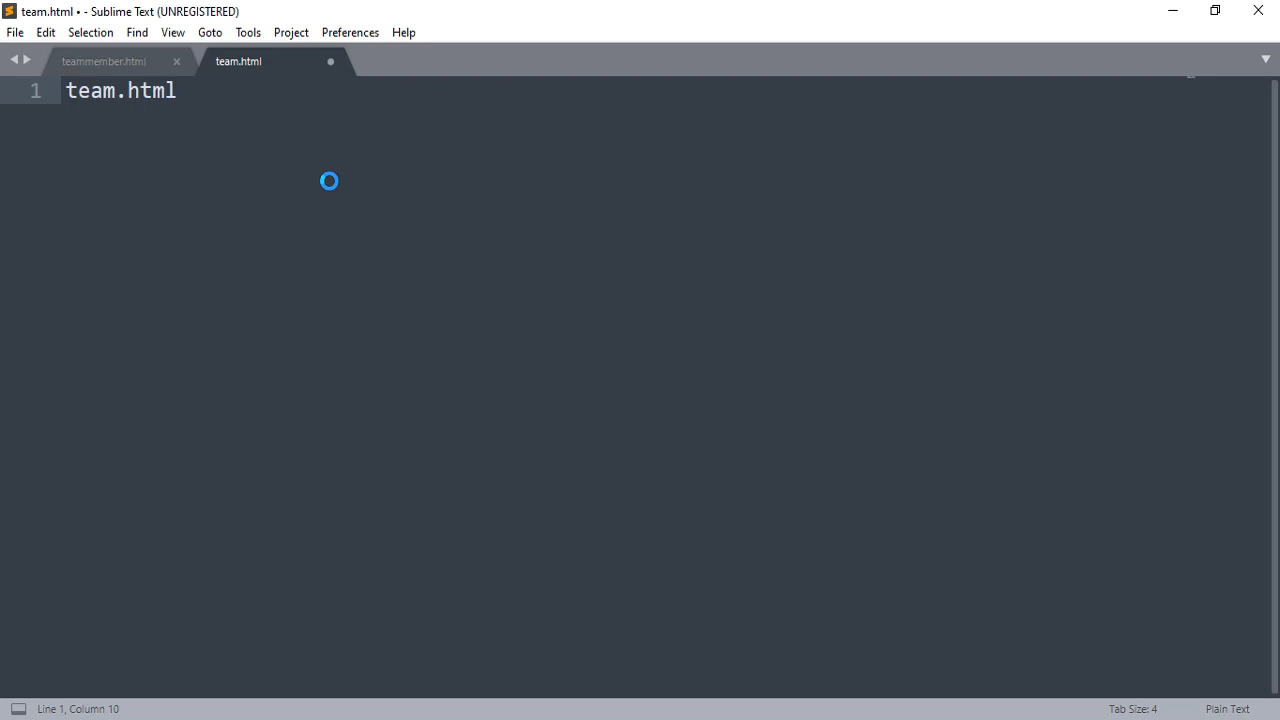 team.html • - Sublime Text (UNREGISTERED)
File Edit Selection Find View Goto Tools Project Preferences Help
teammember.html team.html
1 team.html
Line 1, Column 10 Tab Size: 4 Plain Text